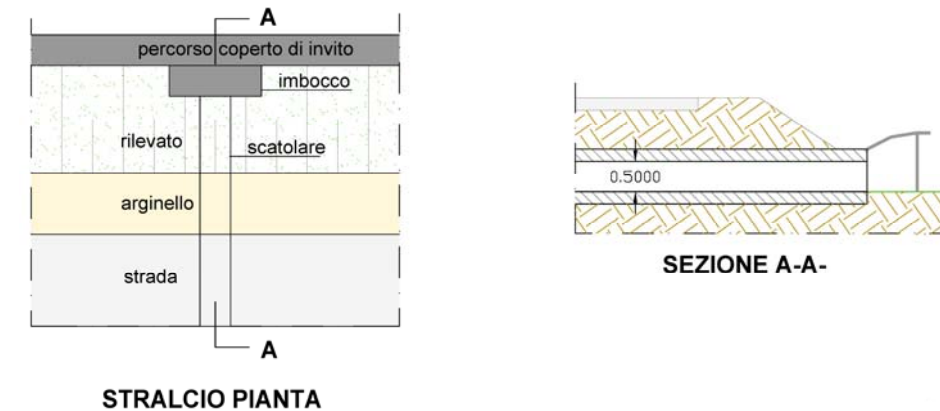 A
percorso coperto di invito
imbocco
rilevato
scatolare
arginello
strada
A
STRALCIO PIANTA
0.5000
SEZIONE A-A-